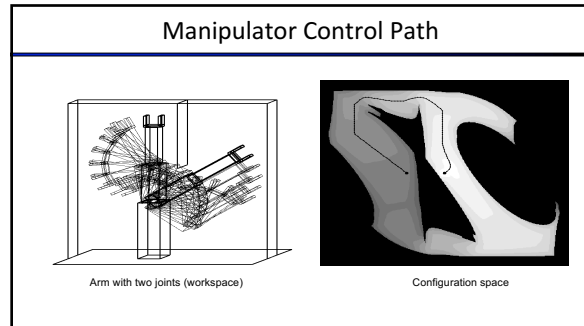 Manipulator Control Path
Arm with two joints (workspace)
Configuration space